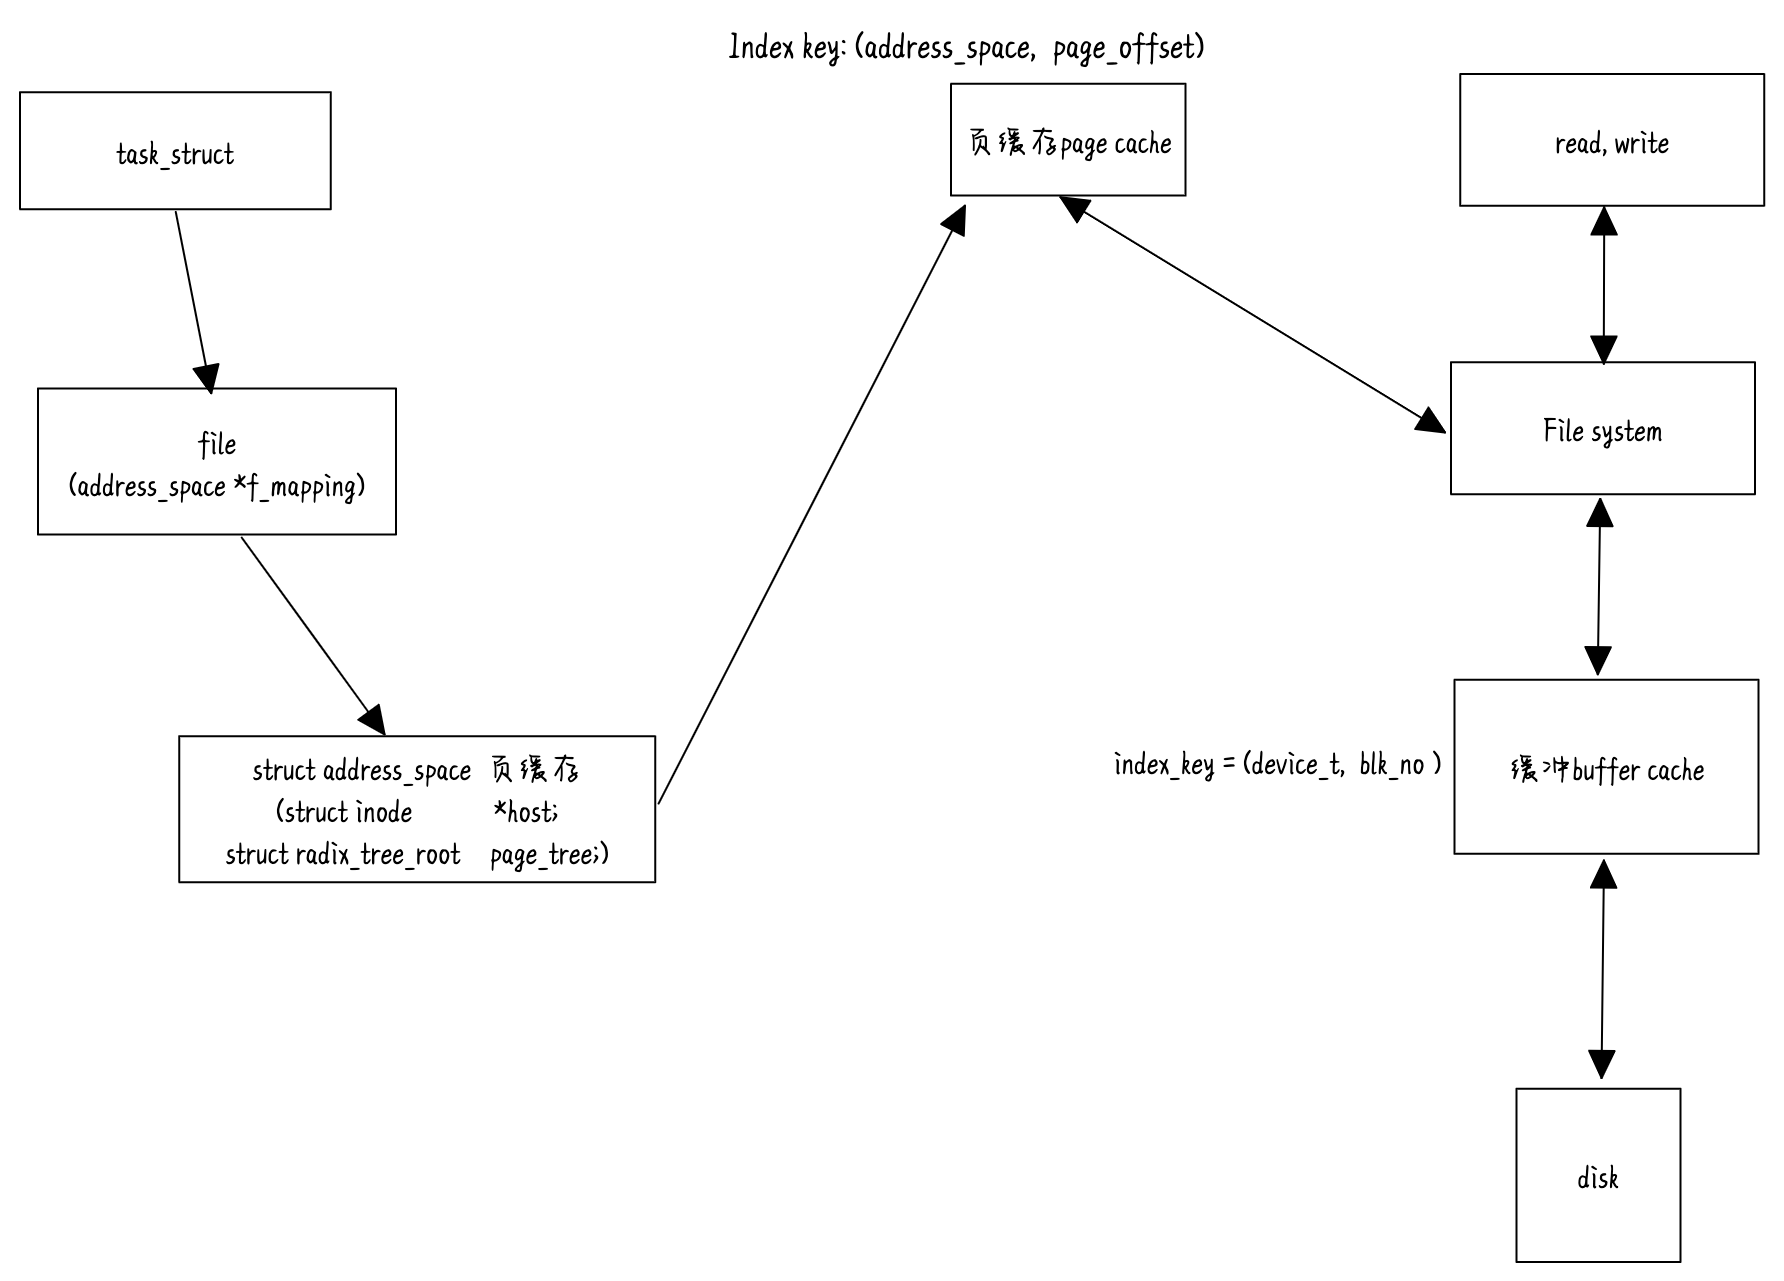 Index key: (address_space, page_offset)
task_struct
页缓存page cache
read, write
file
(address_space *f_mapping)
File system
struct address_space 页缓存
(struct inode *host;
struct radix_tree_root page_tree;)
index_key = (device_t, blk_no )
缓冲buffer cache
disk